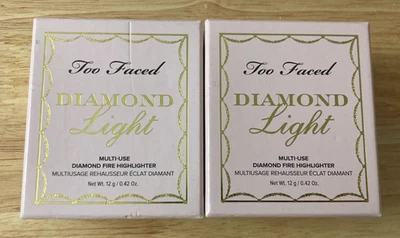 Too Faced
DIAMOND
Light
MULTI-USE
DIAMOND FIRE HIGHLIGHTER
MULTIUSAGE REHAUSSEUR ÉCLAT DIAMANT
Net Wt. 12 g / 0.42 Oz.
Too Faced
DIAMOND
Light
MULTI-USE
DIAMOND FIRE HIGHLIGHTER
MULTIUSAGE REHAUSSEUR ÉCLAT DIAMANT
Net Wt. 12 g / 0.42 Oz.